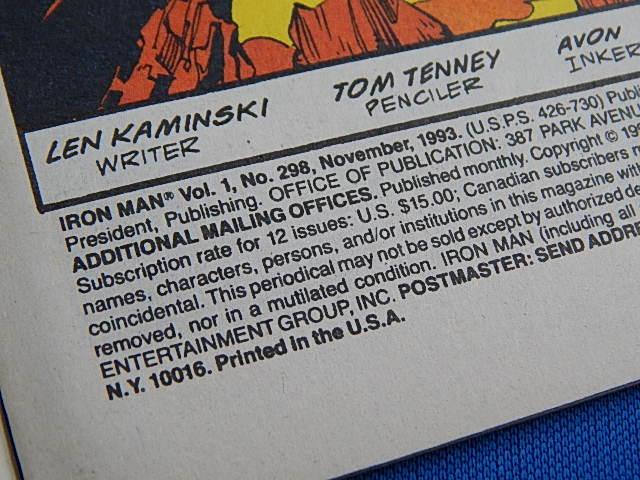 LEN KAMINSKI
WRITER
TOM TENNEY
PENCILER
AVON
INKER
IRON MAN® Vol. 1, No. 298, November, 1993. (U.S.P.S. 426-730) Publi
President, Publishing. OFFICE OF PUBLICATION: 387 PARK AVENU
ADDITIONAL MAILING OFFICES. Published monthly. Copyright © 19
Subscription rate for 12 issues: U.S. $15.00; Canadian subscribers
names, characters, persons, and/or institutions in this magazine with
coincidental. This periodical may not be sold except by authorized d
removed, nor in a mutilated condition. IRON MAN (including all
ENTERTAINMENT GROUP, INC. POSTMASTER: SEND ADDRE
N.Y. 10016. Printed in the U.S.A.